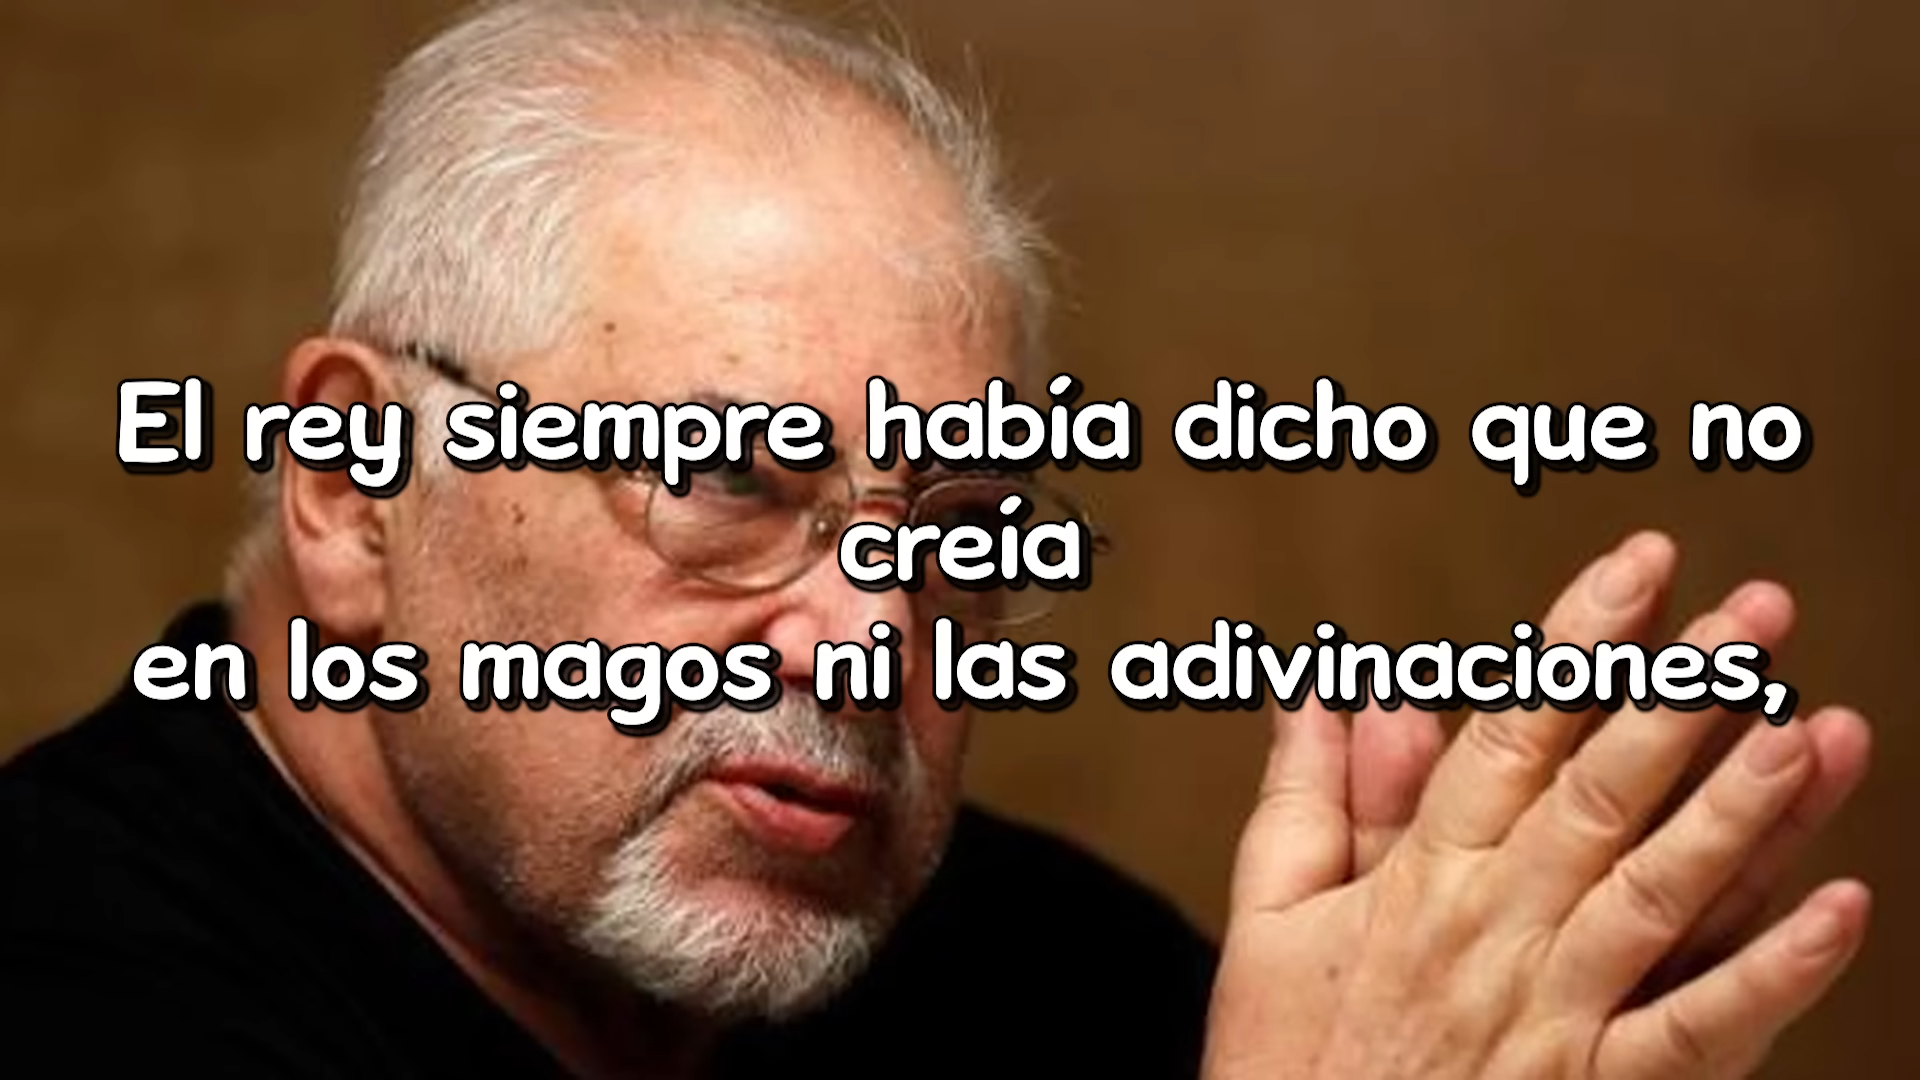 El rey siempre había dicho que no
creía
en los magos ni las adivinaciones,